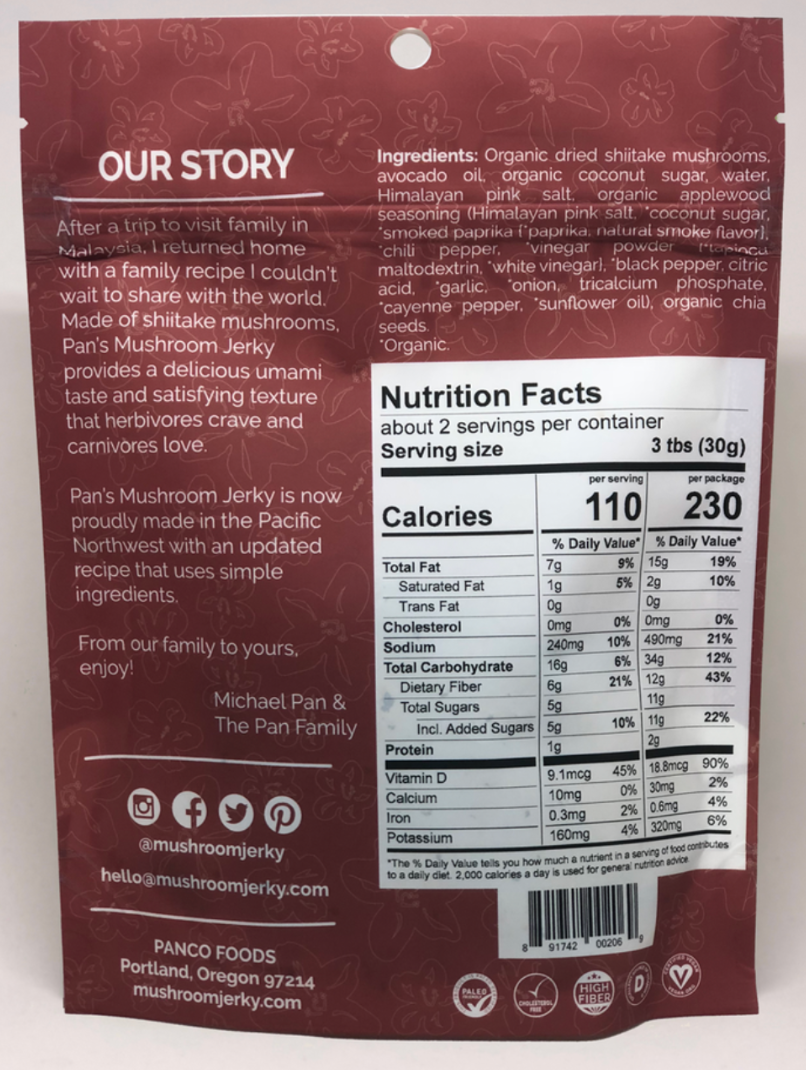 OUR STORY
After a trip to visit family in
Malaysia, I returned home
with a family recipe I couldn't
wait to share with the world.
Made of shiitake mushrooms,
Pan's Mushroom Jerky
provides a delicious umami
taste and satisfying texture
that herbivores crave and
carnivores love.
Pan's Mushroom Jerky is now
proudly made in the Pacific
Northwest with an updated
recipe that uses simple
ingredients.
From our family to yours,
enjoy!
Michael Pan &
The Pan Family
@mushroomjerky
hello@mushroomjerky.com
PANCO FOODS
Portland, Oregon 97214
mushroomjerky.com
Ingredients: Organic dried shiitake mushrooms,
avocado oil, organic coconut sugar, water,
Himalayan pink salt, organic applewood
seasoning (Himalayan pink salt, *coconut sugar,
*smoked paprika {*paprika, natural smoke flavor},
*chili pepper, *vinegar powder {*tapioca
maltodextrin, *white vinegar}, *black pepper, citric
acid, *garlic, *onion, tricalcium phosphate,
*cayenne pepper, *sunflower oil), organic chia
seeds.
*Organic.
Nutrition Facts
about 2 servings per container
Serving size 3 tbs (30g)
per serving per package
Calories 110 230
% Daily Value* % Daily Value*
Total Fat 7g 9% 15g 19%
Saturated Fat 1g 5% 2g 10%
Trans Fat 0g 0g
Cholesterol 0mg 0% 0mg 0%
Sodium 240mg 10% 490mg 21%
Total Carbohydrate 16g 6% 34g 12%
Dietary Fiber 6g 21% 12g 43%
Total Sugars 5g 11g
Incl. Added Sugars 5g 10% 11g 22%
Protein 1g 2g
Vitamin D 9.1mcg 45% 18.8mcg 90%
Calcium 10mg 0% 30mg 2%
Iron 0.3mg 2% 0.6mg 4%
Potassium 160mg 4% 320mg 6%
*The % Daily Value tells you how much a nutrient in a serving of food contributes
to a daily diet. 2,000 calories a day is used for general nutrition advice.
8 91742 00206 9
PALEO
CHOLESTEROL
FREE
HIGH
FIBER
D
CERTIFIED VEGAN
VEGAN.ORG